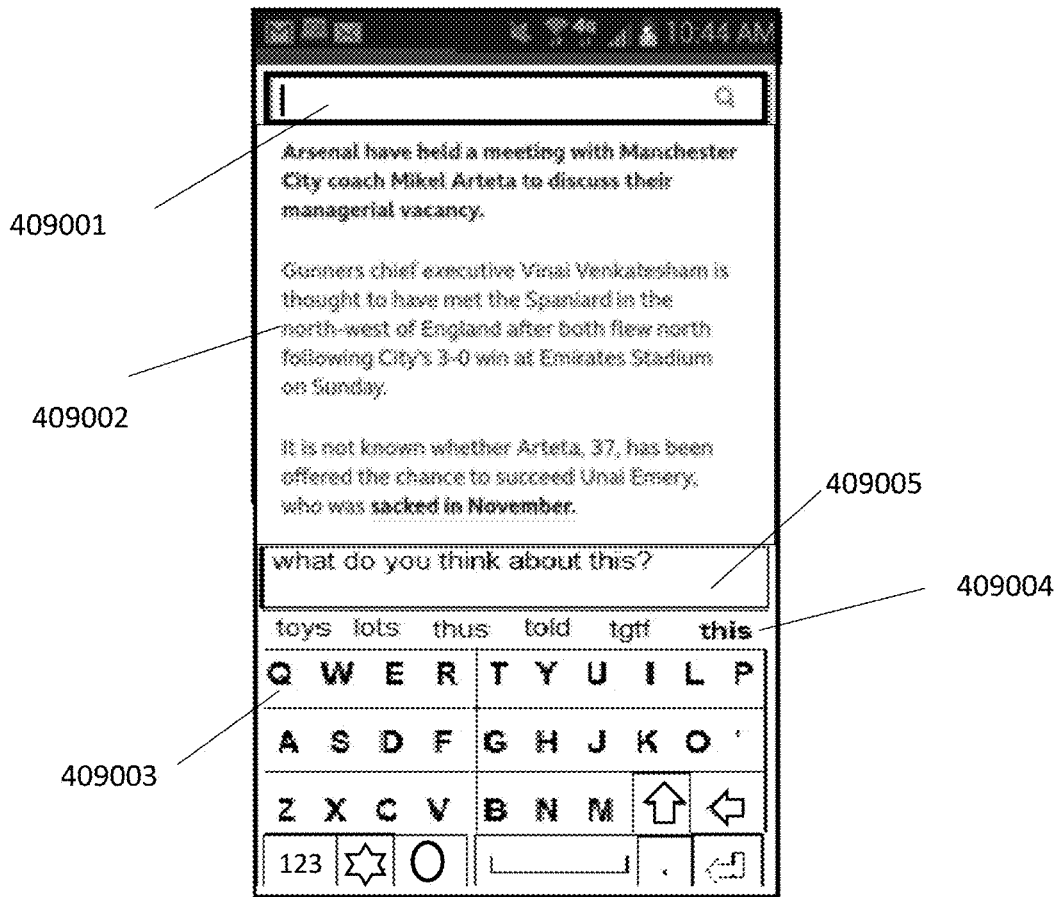 10:44 AM
409001
Arsenal have held a meeting with Manchester
City coach Mikel Arteta to discuss their
managerial vacancy.
Gunners chief executive Vinai Venkatesham is
thought to have met the Spaniard in the
north-west of England after both flew north
following City's 3-0 win at Emirates Stadium
on Sunday.
409002
It is not known whether Arteta, 37, has been
offered the chance to succeed Unai Emery,
who was sacked in November.
409005
what do you think about this?
409004
toys lots thus told tgff this
Q W E R T Y U I L P
A S D F G H J K O
409003
Z X C V B N M
123 .